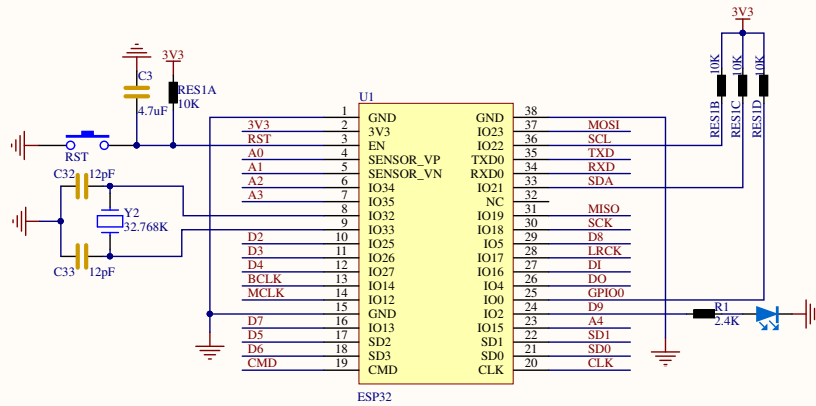 3V3
3V3
C3
4.7uF
RES1A
10K
10K
10K
10K
RES1B
RES1C
RES1D
RST
C32
12pF
Y2
32.768K
C33
12pF
U1
1 GND GND 38
3V3 2 3V3 IO23 37 MOSI
RST 3 EN IO22 36 SCL
A0 4 SENSOR_VP TXD0 35 TXD
A1 5 SENSOR_VN RXD0 34 RXD
A2 6 IO34 IO21 33 SDA
A3 7 IO35 NC 32
8 IO32 IO19 31 MISO
9 IO33 IO18 30 SCK
D2 10 IO25 IO5 29 D8
D3 11 IO26 IO17 28 LRCK
D4 12 IO27 IO16 27 DI
BCLK 13 IO14 IO4 26 DO
MCLK 14 IO12 IO0 25 GPIO0
15 GND IO2 24 D9
D7 16 IO13 IO15 23 A4
D5 17 SD2 SD1 22 SD1
D6 18 SD3 SD0 21 SD0
CMD 19 CMD CLK 20 CLK
R1
2.4K
ESP32